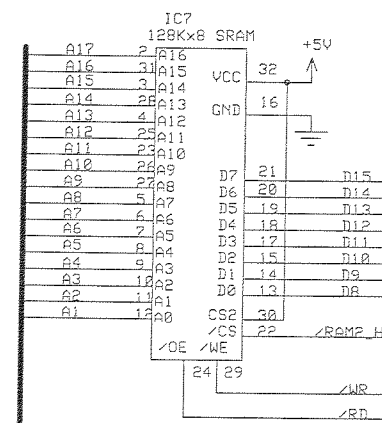 IC7
128Kx8 SRAM
+5V
A17 2 A16
A16 31 A15
A15 3 A14
A14 28 A13
A13 4 A12
A12 25 A11
A11 23 A10
A10 26 A9
A9 27 A8
A8 5 A7
A7 6 A6
A6 7 A5
A5 8 A4
A4 9 A3
A3 10 A2
A2 11 A1
A1 12 A0
VCC 32
GND 16
D7 21 D15
D6 20 D14
D5 19 D13
D4 18 D12
D3 17 D11
D2 15 D10
D1 14 D9
D0 13 D8
CS2 30
/CS 22 /RAM2_H
/OE /WE
24 29
/WR
/RD